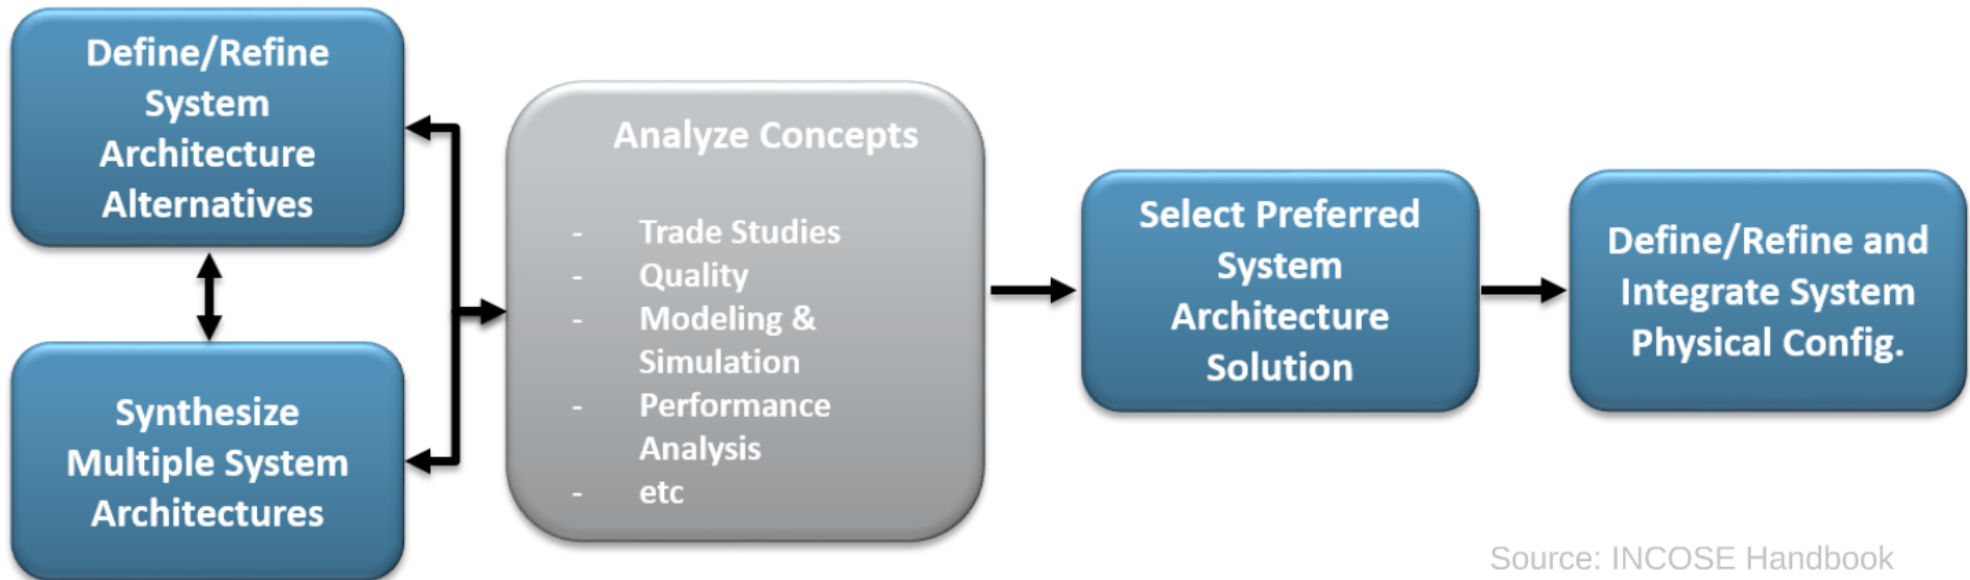 Define/Refine
System
Architecture
Alternatives
Synthesize
Multiple System
Architectures
Analyze Concepts
- Trade Studies
- Quality
- Modeling &
Simulation
- Performance
Analysis
- etc
Select Preferred
System
Architecture
Solution
Define/Refine and
Integrate System
Physical Config.
Source: INCOSE Handbook